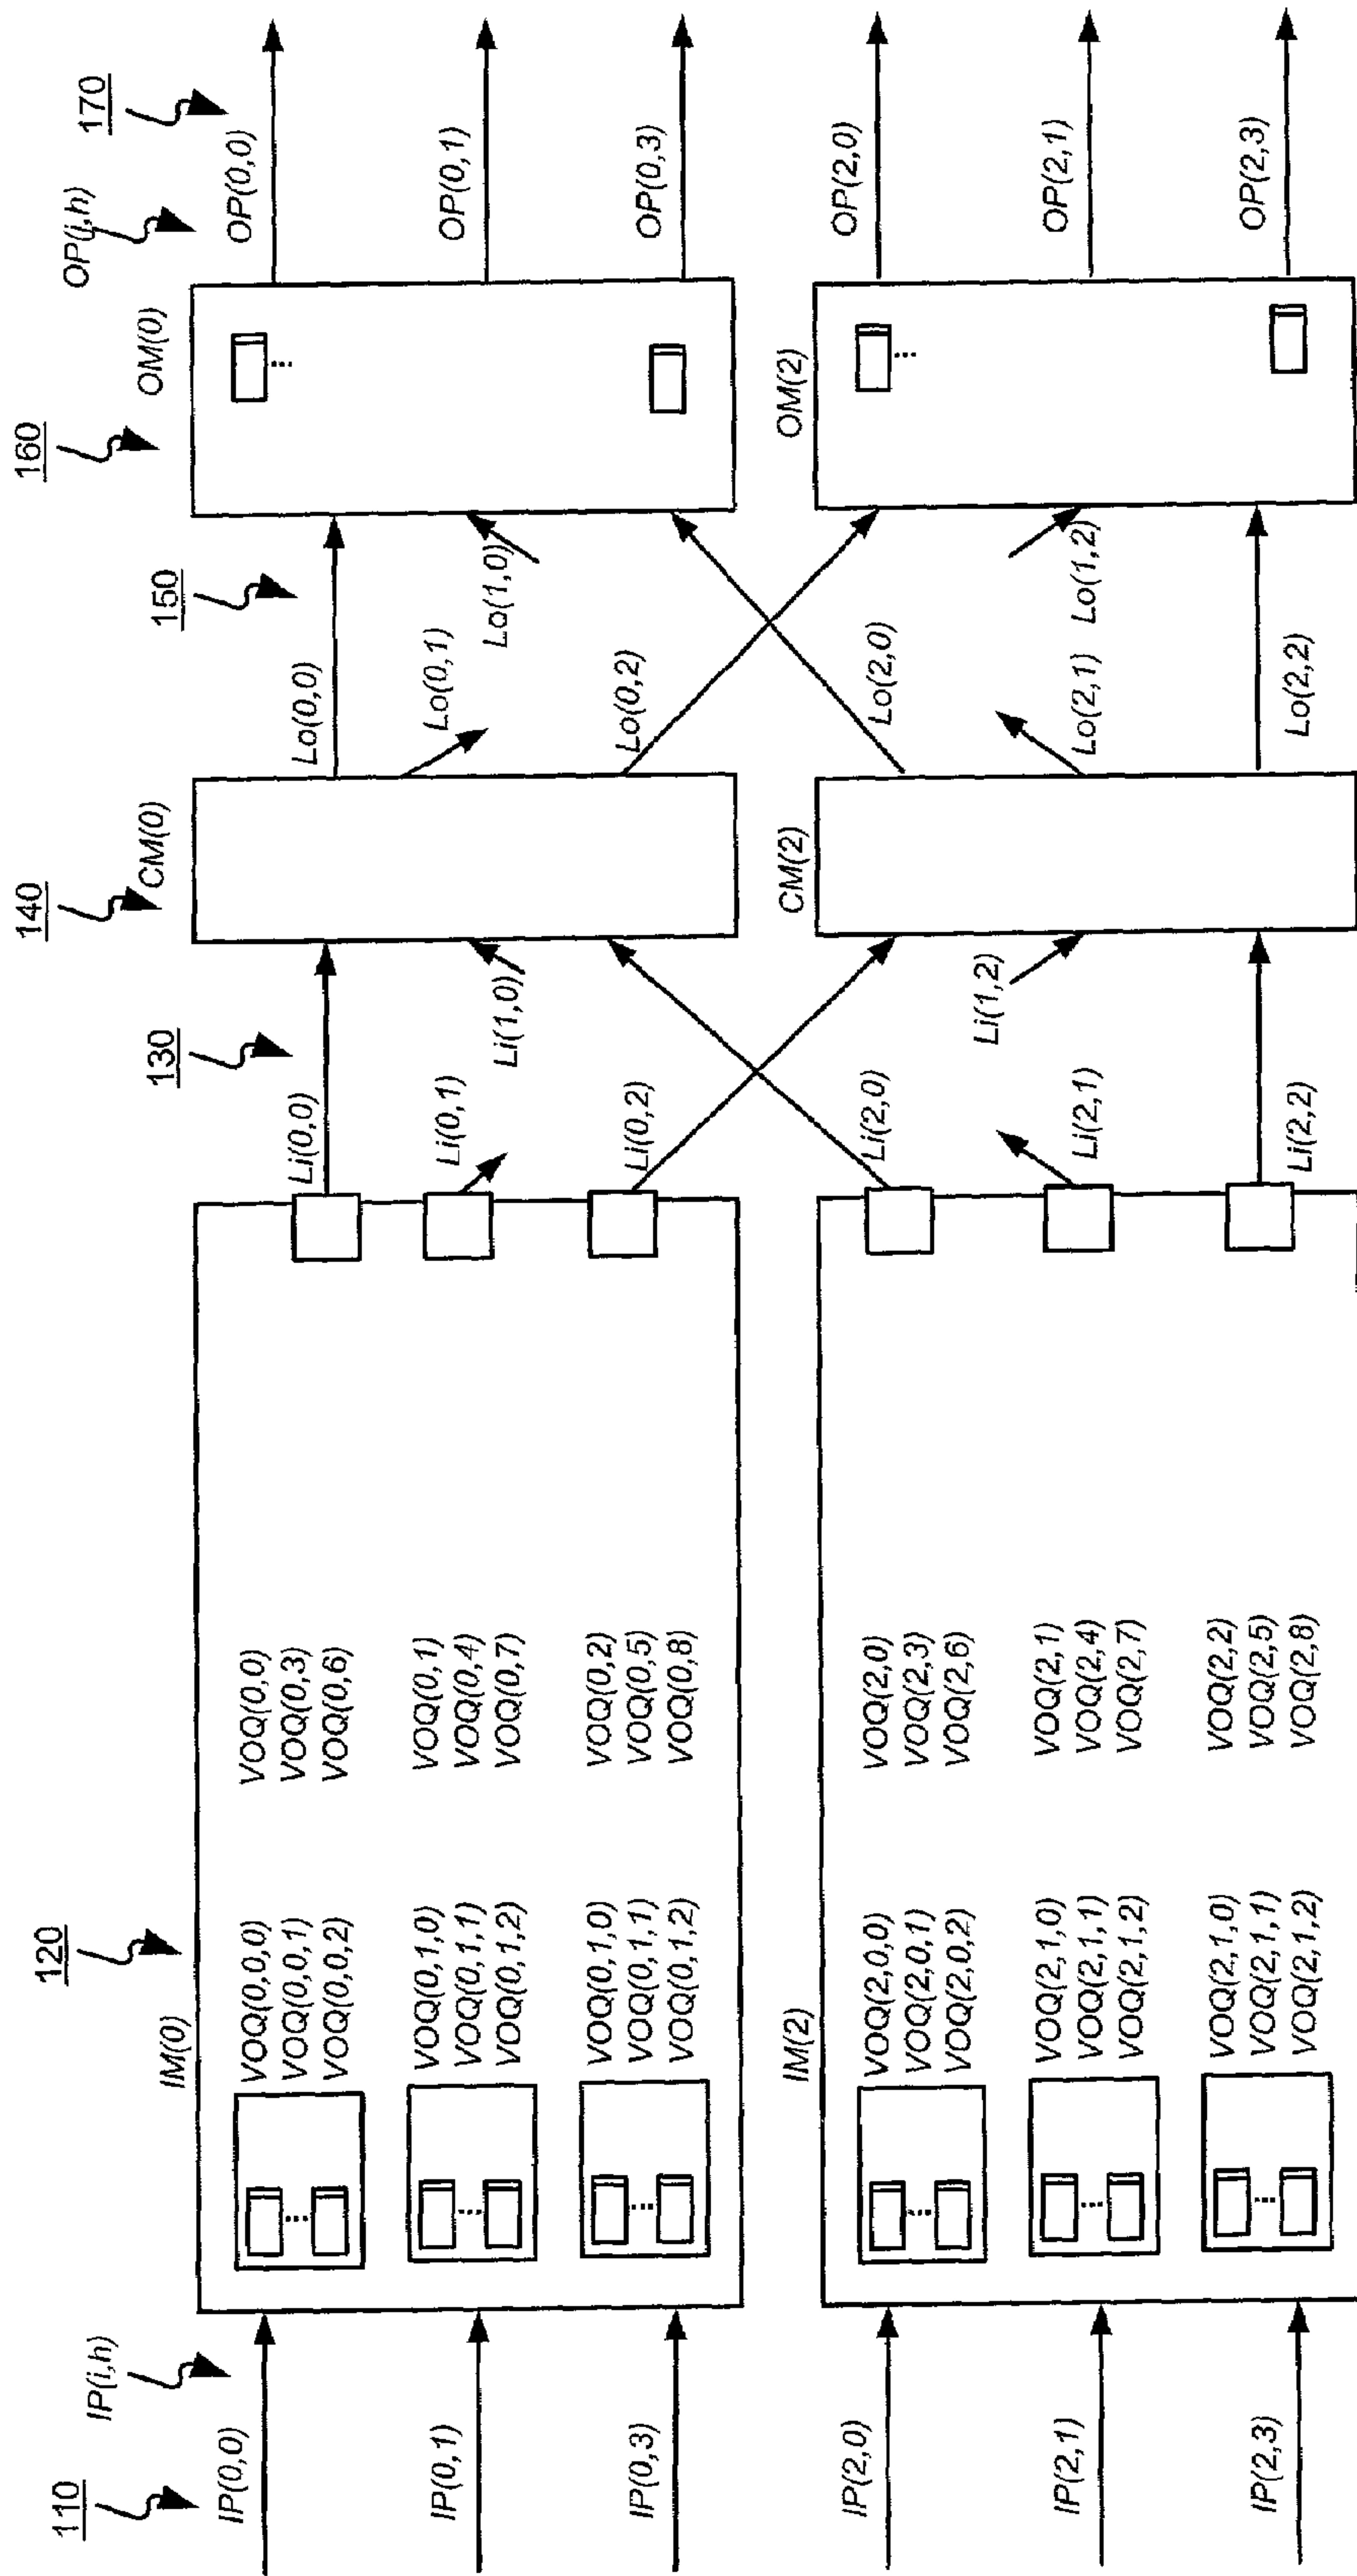 110
IP(i,h)
120
130
140
150
160
OP(j,h)
170
IP(0,0)
IP(0,1)
IP(0,3)
IM(0)
VOQ(0,0,0)
VOQ(0,0,1)
VOQ(0,0,2)
VOQ(0,0)
VOQ(0,3)
VOQ(0,6)
VOQ(0,1,0)
VOQ(0,1,1)
VOQ(0,1,2)
VOQ(0,1)
VOQ(0,4)
VOQ(0,7)
VOQ(0,1,0)
VOQ(0,1,1)
VOQ(0,1,2)
VOQ(0,2)
VOQ(0,5)
VOQ(0,8)
Li(0,0)
Li(0,1)
Li(1,0)
Li(0,2)
CM(0)
Lo(0,0)
Lo(0,1)
Lo(1,0)
Lo(0,2)
OM(0)
OP(0,0)
OP(0,1)
OP(0,3)
IP(2,0)
IP(2,1)
IP(2,3)
IM(2)
VOQ(2,0,0)
VOQ(2,0,1)
VOQ(2,0,2)
VOQ(2,0)
VOQ(2,3)
VOQ(2,6)
VOQ(2,1,0)
VOQ(2,1,1)
VOQ(2,1,2)
VOQ(2,1)
VOQ(2,4)
VOQ(2,7)
VOQ(2,1,0)
VOQ(2,1,1)
VOQ(2,1,2)
VOQ(2,2)
VOQ(2,5)
VOQ(2,8)
Li(2,0)
Li(1,2)
Li(2,1)
Li(2,2)
CM(2)
Lo(2,0)
Lo(2,1)
Lo(1,2)
Lo(2,2)
OM(2)
OP(2,0)
OP(2,1)
OP(2,3)